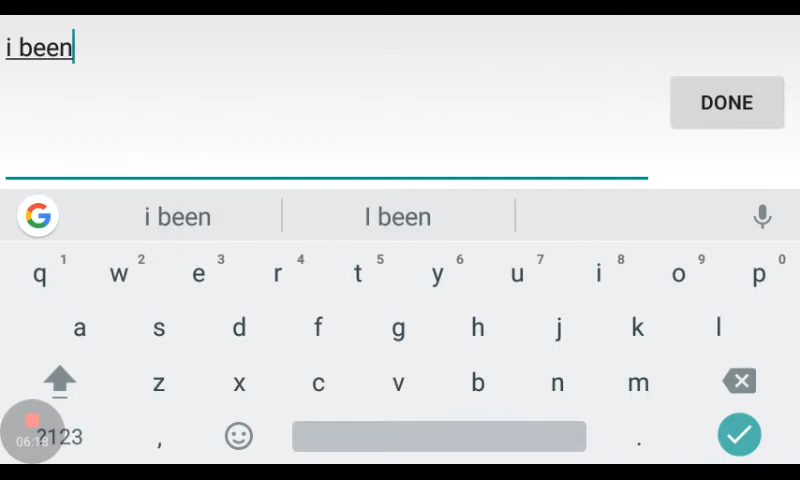 i been
DONE
G i been I been
q 1 w 2 e 3 r 4 t 5 y 6 u 7 i 8 o 9 p 0
a s d f g h j k l
z x c v b n m
?123 , .